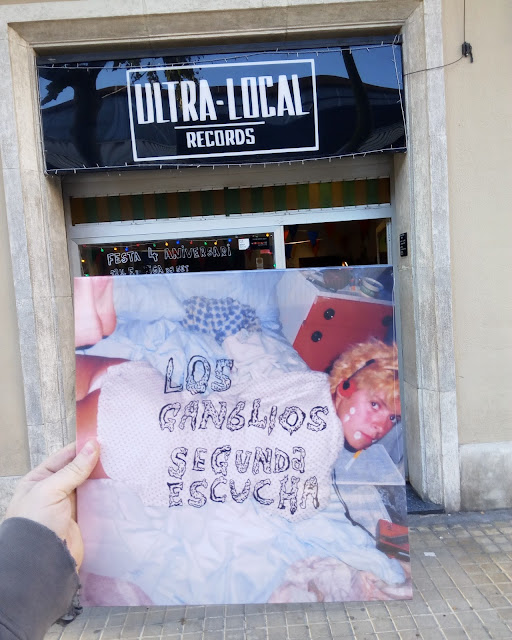 ULTRA-LOCAL
RECORDS
FESTA 4 ANIVERSARI
LOS
GANGLIOS
SEGUNDA
ESCUCHA